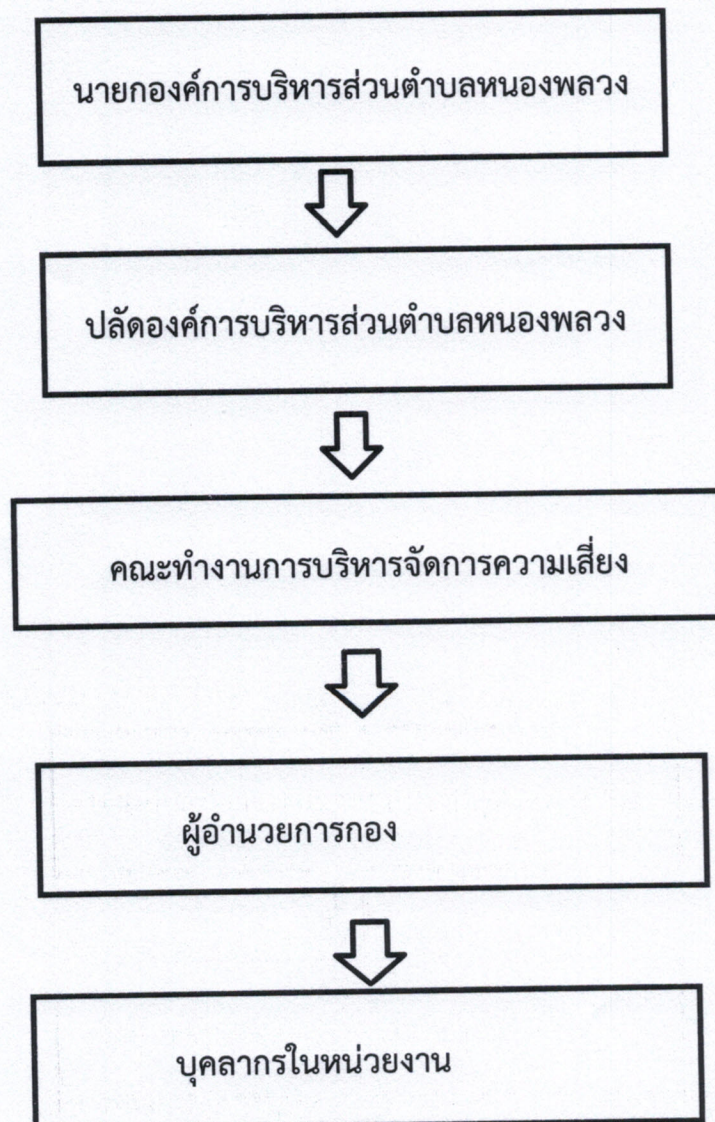 นายกองค์การบริหารส่วนตำบลหนองพลวง
ปลัดองค์การบริหารส่วนตำบลหนองพลวง
คณะทำงานการบริหารจัดการความเสี่ยง
ผู้อำนวยการกอง
บุคลากรในหน่วยงาน